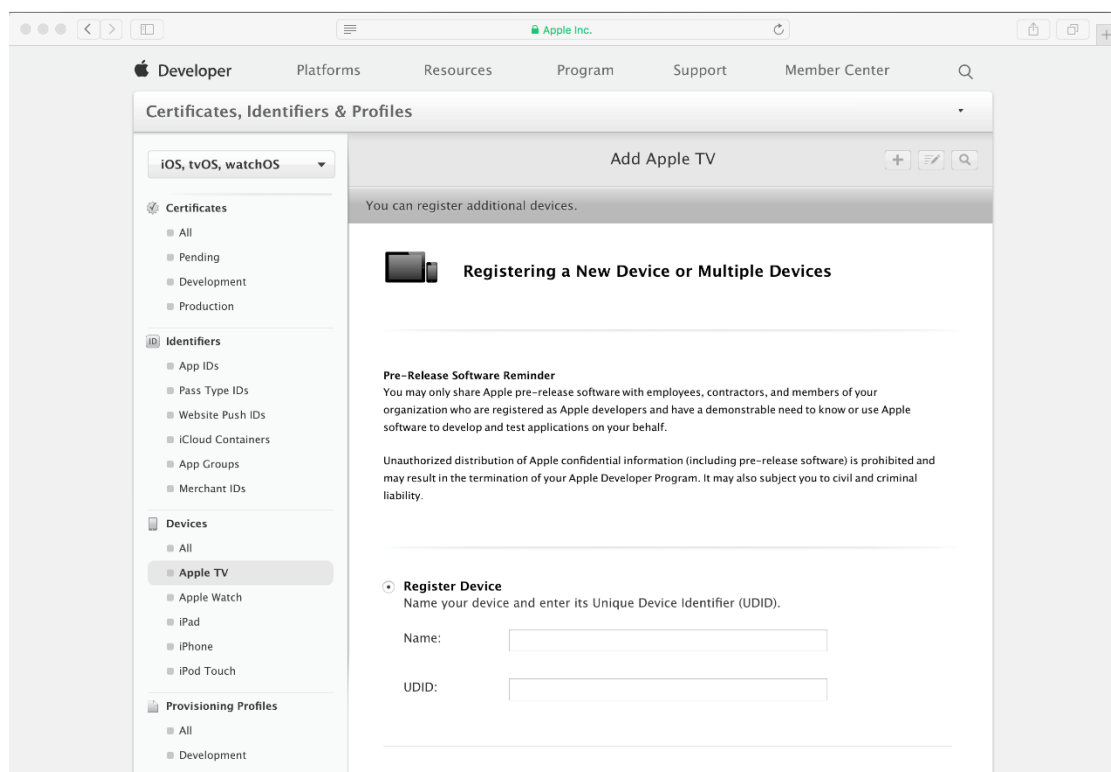 Apple Inc.
Developer
Platforms
Resources
Program
Support
Member Center
Certificates, Identifiers & Profiles
iOS, tvOS, watchOS
Certificates
All
Pending
Development
Production
Identifiers
App IDs
Pass Type IDs
Website Push IDs
iCloud Containers
App Groups
Merchant IDs
Devices
All
Apple TV
Apple Watch
iPad
iPhone
iPod Touch
Provisioning Profiles
All
Development
Add Apple TV
You can register additional devices.
Registering a New Device or Multiple Devices
Pre-Release Software Reminder
You may only share Apple pre-release software with employees, contractors, and members of your
organization who are registered as Apple developers and have a demonstrable need to know or use Apple
software to develop and test applications on your behalf.
Unauthorized distribution of Apple confidential information (including pre-release software) is prohibited and
may result in the termination of your Apple Developer Program. It may also subject you to civil and criminal
liability.
Register Device
Name your device and enter its Unique Device Identifier (UDID).
Name:
UDID: